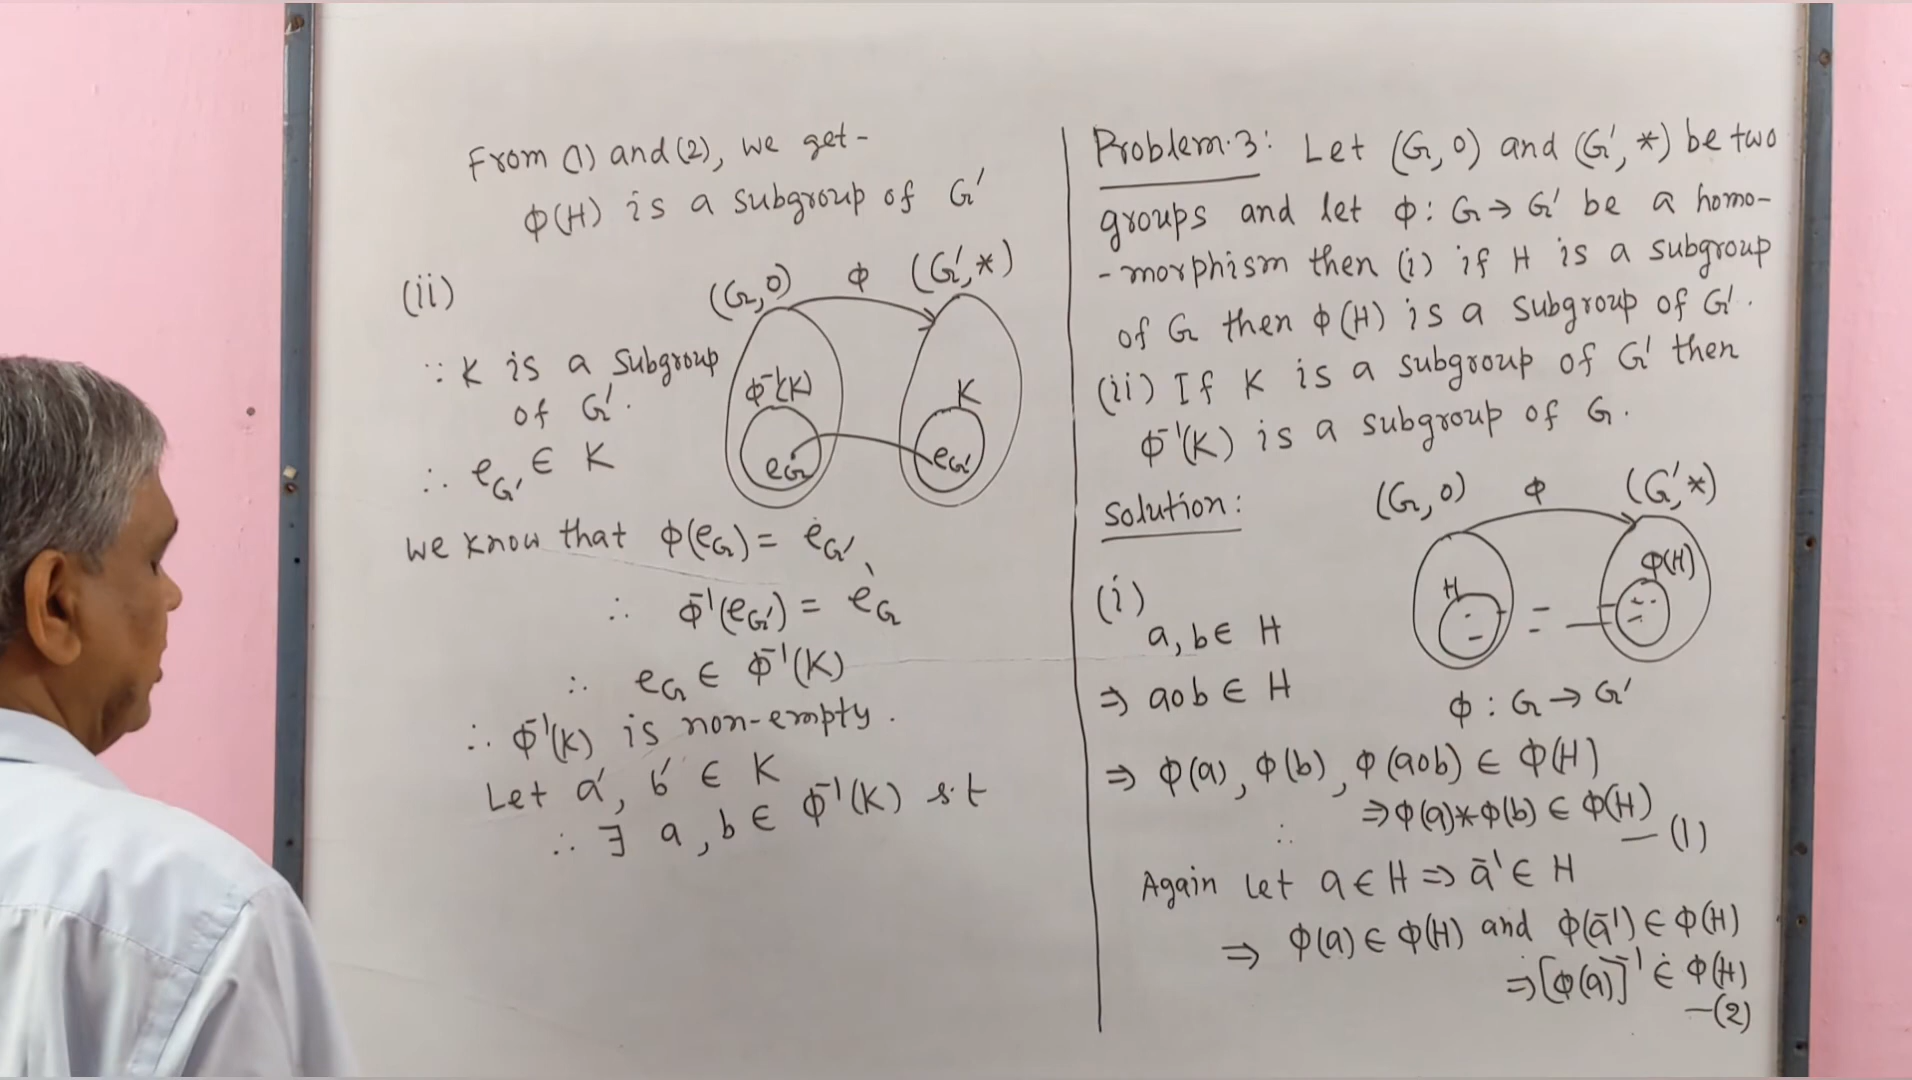 Problem.3: Let (G, o) and (G', *) be two
groups and let ϕ: G → G' be a homo-
-morphism then (i) if H is a subgroup
of G then ϕ(H) is a subgroup of G'.
(ii) If K is a subgroup of G' then
ϕ⁻¹(K) is a subgroup of G.
Solution:
(G, o) ϕ (G', *)
H ϕ(H)
(i)
a, b ∈ H
⇒ aob ∈ H
ϕ : G → G'
⇒ ϕ(a), ϕ(b), ϕ(aob) ∈ ϕ(H)
∴ ⇒ ϕ(a)*ϕ(b) ∈ ϕ(H)
—(1)
Again Let a ∈ H ⇒ a⁻¹ ∈ H
⇒ ϕ(a) ∈ ϕ(H) and ϕ(a⁻¹) ∈ ϕ(H)
⇒ [ϕ(a)]⁻¹ ∈ ϕ(H)
—(2)
From (1) and (2), we get-
ϕ(H) is a subgroup of G'
(ii)
(G, o) ϕ (G', *)
ϕ⁻¹(K) K
e_G e_G'
∵ K is a Subgroup
of G'.
∴ e_G' ∈ K
we know that ϕ(e_G) = e_G'
∴ ϕ⁻¹(e_G') = e_G
∴ e_G ∈ ϕ⁻¹(K)
∴ ϕ⁻¹(K) is non-empty.
Let a', b' ∈ K
∴ ∃ a, b ∈ ϕ⁻¹(K) s.t